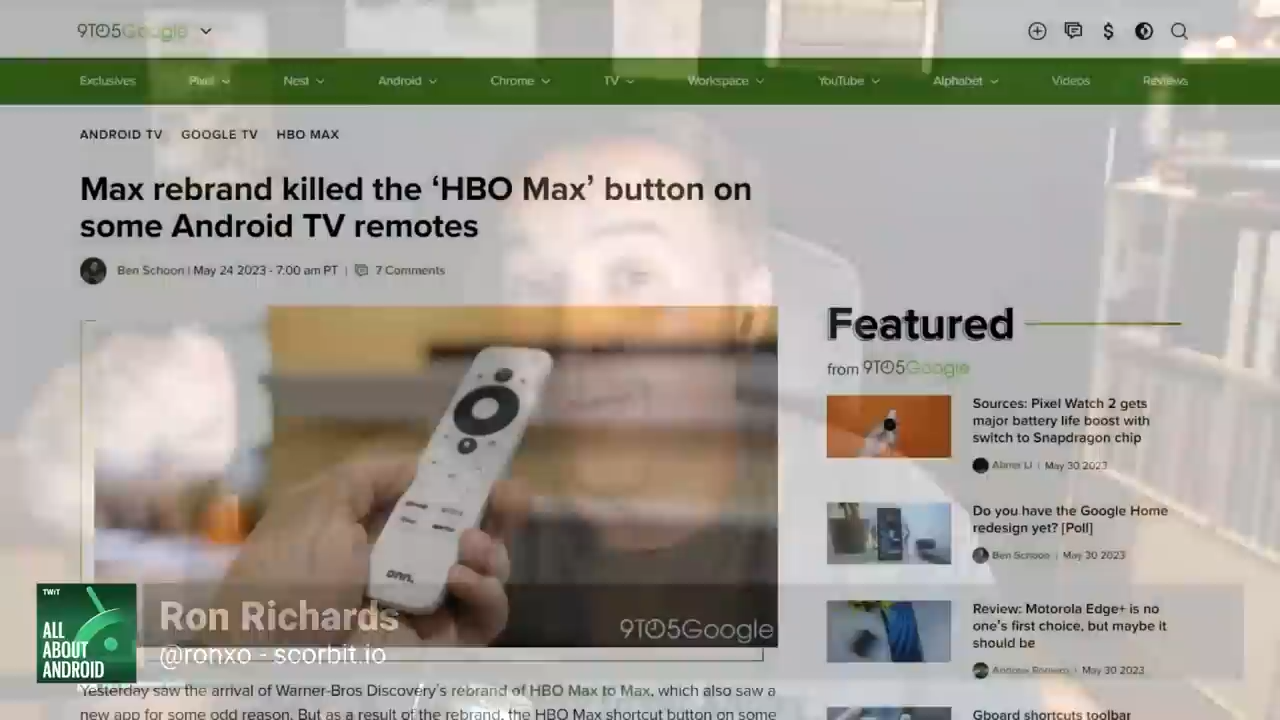 9TO5Google
Exclusives Pixel Nest Android Chrome TV Workspace YouTube Alphabet Videos Reviews
ANDROID TV GOOGLE TV HBO MAX
Max rebrand killed the ‘HBO Max’ button on
some Android TV remotes
Ben Schoon | May 24 2023 - 7:00 am PT | 7 Comments
onn.
9TO5Google
Featured
from 9TO5Google
Sources: Pixel Watch 2 gets
major battery life boost with
switch to Snapdragon chip
Abner Li | May 30 2023
Do you have the Google Home
redesign yet? [Poll]
Ben Schoon | May 30 2023
Review: Motorola Edge+ is no
one’s first choice, but maybe it
should be
Andrew Romero | May 30 2023
Gboard shortcuts toolbar
TWiT
ALL
ABOUT
ANDROID
Ron Richards
@ronxo - scorbit.io
Yesterday saw the arrival of Warner-Bros Discovery’s rebrand of HBO Max to Max, which also saw a
new app for some odd reason. But as a result of the rebrand, the HBO Max shortcut button on some